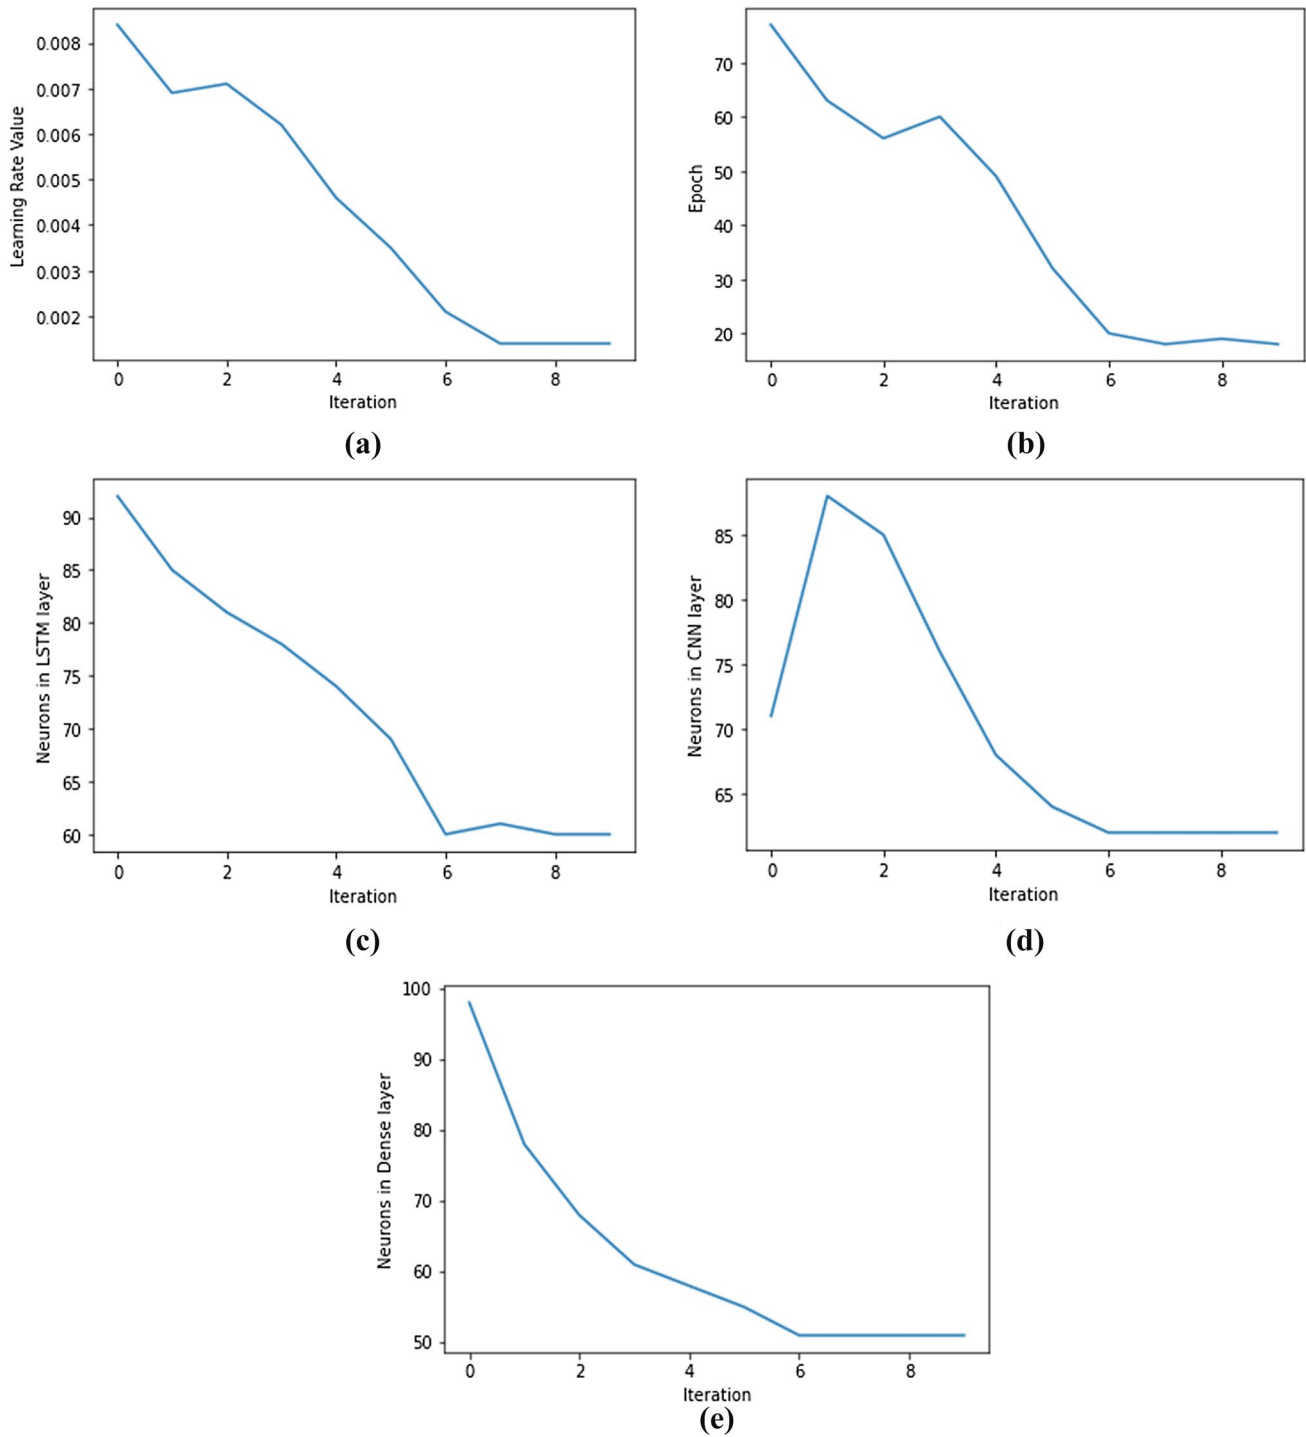 Learning Rate Value
0.008
0.007
0.006
0.005
0.004
0.003
0.002
0 2 4 6 8
Iteration
(a)
Epoch
70
60
50
40
30
20
0 2 4 6 8
Iteration
(b)
Neurons in LSTM layer
90
85
80
75
70
65
60
0 2 4 6 8
Iteration
(c)
Neurons in CNN layer
85
80
75
70
65
0 2 4 6 8
Iteration
(d)
Neurons in Dense layer
100
90
80
70
60
50
0 2 4 6 8
Iteration
(e)